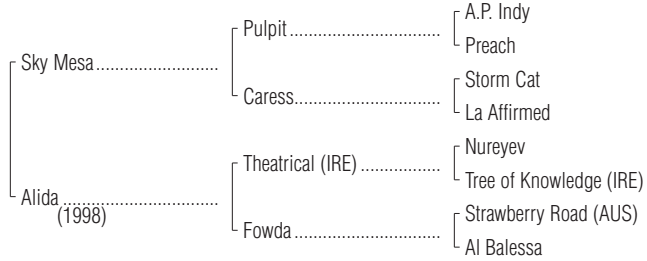 A.P. Indy
Pulpit
Preach
Sky Mesa
Storm Cat
Caress
La Affirmed
Nureyev
Theatrical (IRE)
Tree of Knowledge (IRE)
Alida
(1998)
Strawberry Road (AUS)
Fowda
Al Balessa